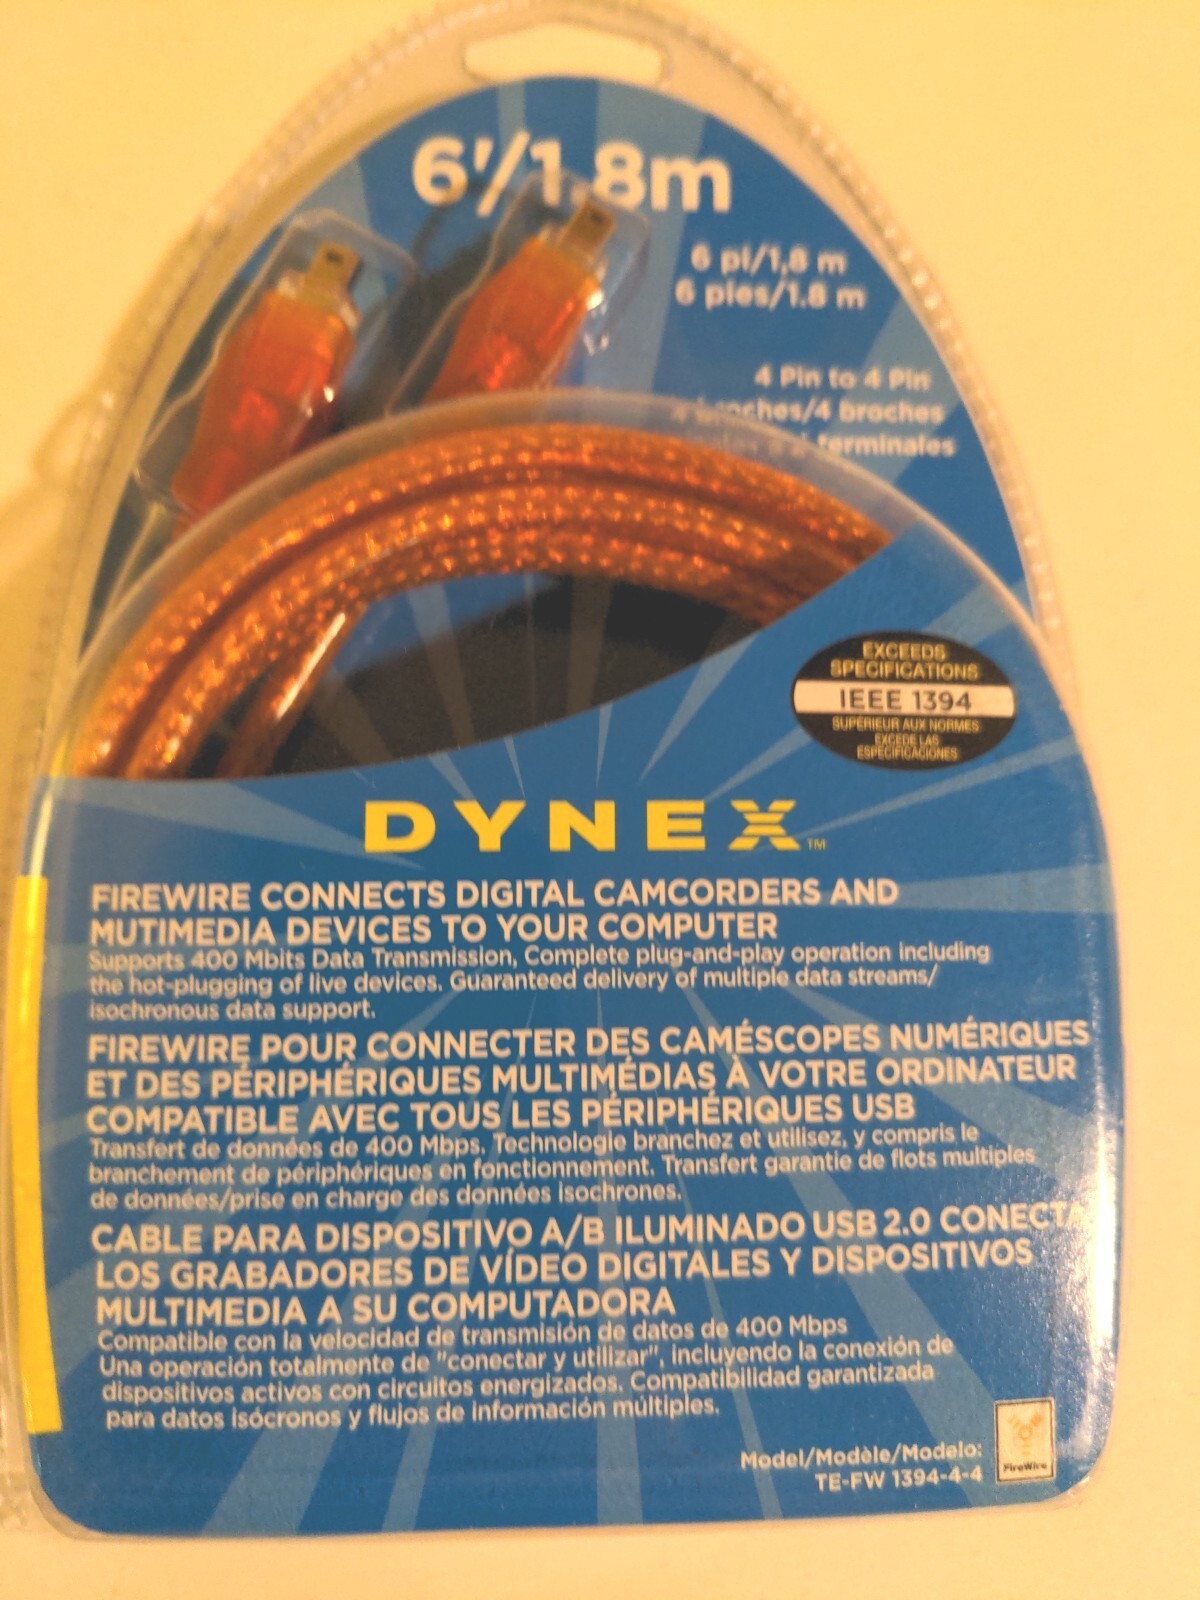 6'/1.8m
6 pi/1,8 m
6 pies/1.8 m
4 Pin to 4 Pin
4 broches/4 broches
terminales
EXCEEDS
SPECIFICATIONS
IEEE 1394
SUPÉRIEUR AUX NORMES
EXCEDE LAS
ESPECIFICACIONES
DYNEX™
FIREWIRE CONNECTS DIGITAL CAMCORDERS AND
MUTIMEDIA DEVICES TO YOUR COMPUTER
Supports 400 Mbits Data Transmission, Complete plug-and-play operation including
the hot-plugging of live devices. Guaranteed delivery of multiple data streams/
isochronous data support.
FIREWIRE POUR CONNECTER DES CAMÉSCOPES NUMÉRIQUES
ET DES PÉRIPHÉRIQUES MULTIMÉDIAS À VOTRE ORDINATEUR
COMPATIBLE AVEC TOUS LES PÉRIPHÉRIQUES USB
Transfert de données de 400 Mbps. Technologie branchez et utilisez, y compris le
branchement de périphériques en fonctionnement. Transfert garantie de flots multiples
de données/prise en charge des données isochrones.
CABLE PARA DISPOSITIVO A/B ILUMINADO USB 2.0 CONECTA
LOS GRABADORES DE VÍDEO DIGITALES Y DISPOSITIVOS
MULTIMEDIA A SU COMPUTADORA
Compatible con la velocidad de transmisión de datos de 400 Mbps
Una operación totalmente de "conectar y utilizar", incluyendo la conexión de
dispositivos activos con circuitos energizados. Compatibilidad garantizada
para datos isócronos y flujos de información múltiples.
Model/Modèle/Modelo:
TE-FW 1394-4-4
FireWire